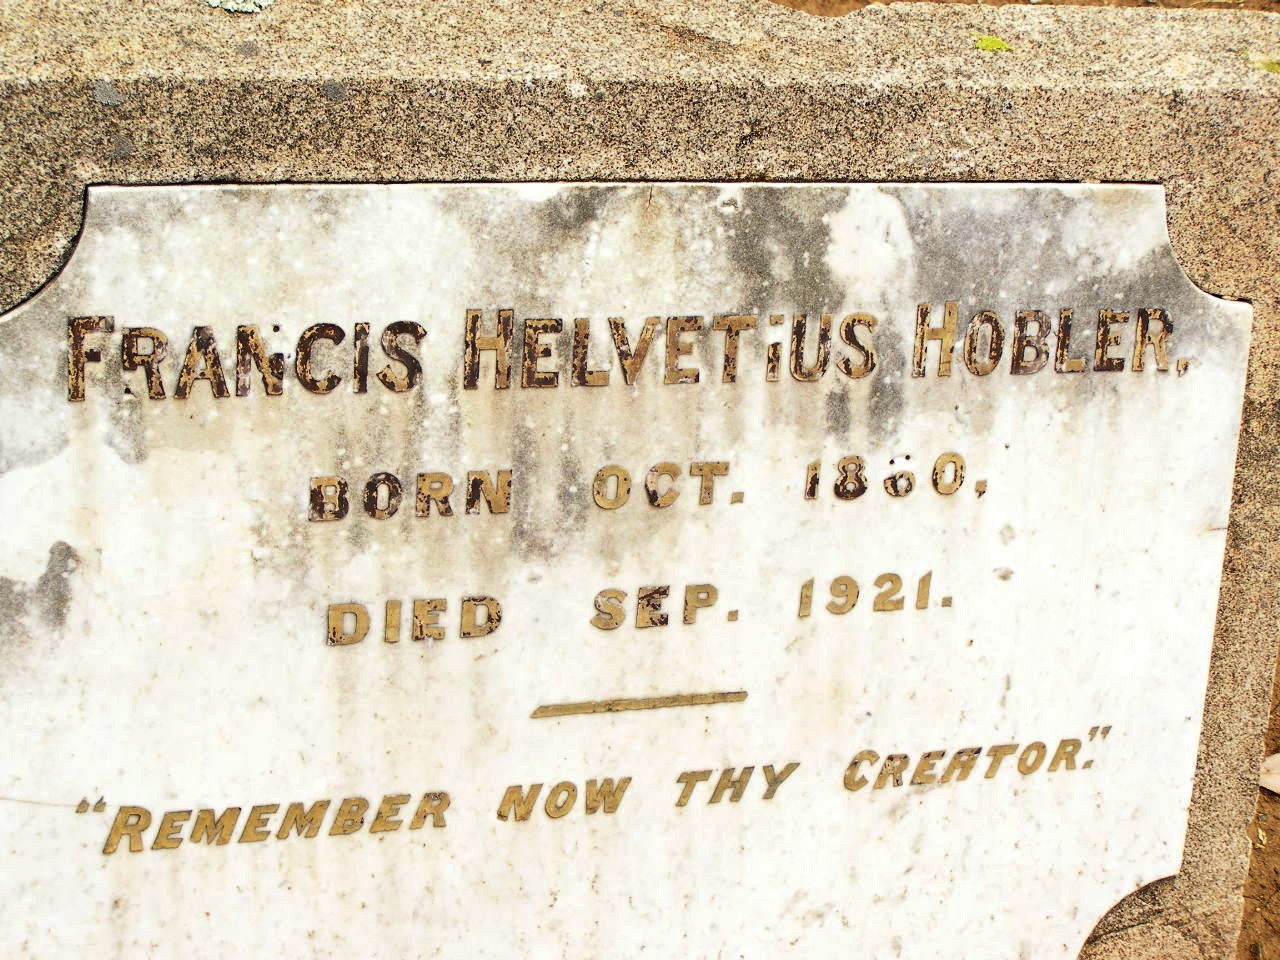 FRANCIS HELVETIUS HOBLER,
BORN OCT. 1860,
DIED SEP. 1921.
"REMEMBER NOW THY CREATOR."